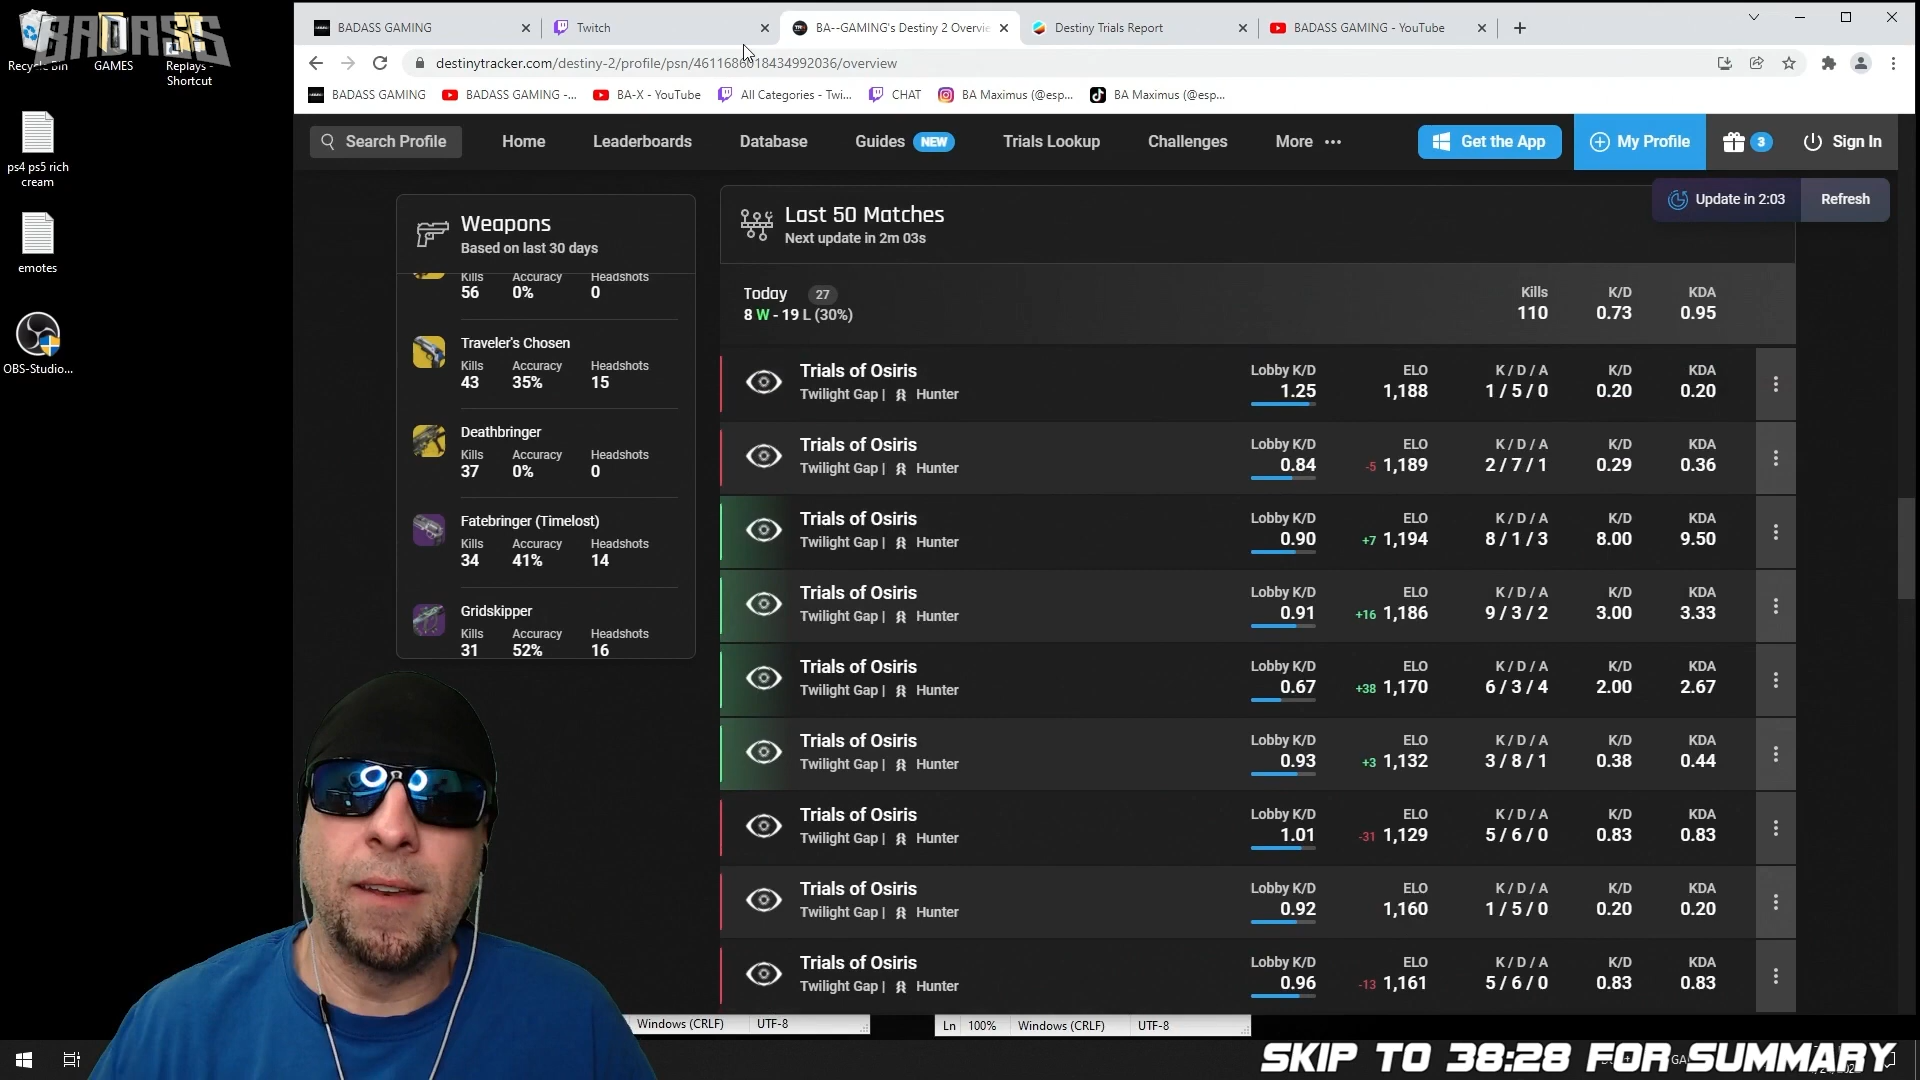 BADASS
Recycle Bin
GAMES
Replays -
Shortcut
ps4 ps5 rich
cream
emotes
OBS-Studio...
BADASS GAMING
Twitch
BA--GAMING's Destiny 2 Overvie
Destiny Trials Report
BADASS GAMING - YouTube
destinytracker.com/destiny-2/profile/psn/4611686018434992036/overview
BADASS GAMING
BADASS GAMING -...
BA-X - YouTube
All Categories - Twi...
CHAT
BA Maximus (@esp...
BA Maximus (@esp...
Search Profile
Home
Leaderboards
Database
Guides NEW
Trials Lookup
Challenges
More
Get the App
My Profile
3
Sign In
Update in 2:03
Refresh
Weapons
Based on last 30 days
Kills Accuracy Headshots
56 0% 0
Traveler's Chosen
Kills Accuracy Headshots
43 35% 15
Deathbringer
Kills Accuracy Headshots
37 0% 0
Fatebringer (Timelost)
Kills Accuracy Headshots
34 41% 14
Gridskipper
Kills Accuracy Headshots
31 52% 16
Last 50 Matches
Next update in 2m 03s
Today 27
8 W - 19 L (30%)
Kills K/D KDA
110 0.73 0.95
Trials of Osiris Lobby K/D ELO K / D / A K/D KDA
Twilight Gap | Hunter 1.25 1,188 1 / 5 / 0 0.20 0.20
Trials of Osiris Lobby K/D ELO K / D / A K/D KDA
Twilight Gap | Hunter 0.84 -5 1,189 2 / 7 / 1 0.29 0.36
Trials of Osiris Lobby K/D ELO K / D / A K/D KDA
Twilight Gap | Hunter 0.90 +7 1,194 8 / 1 / 3 8.00 9.50
Trials of Osiris Lobby K/D ELO K / D / A K/D KDA
Twilight Gap | Hunter 0.91 +16 1,186 9 / 3 / 2 3.00 3.33
Trials of Osiris Lobby K/D ELO K / D / A K/D KDA
Twilight Gap | Hunter 0.67 +38 1,170 6 / 3 / 4 2.00 2.67
Trials of Osiris Lobby K/D ELO K / D / A K/D KDA
Twilight Gap | Hunter 0.93 +3 1,132 3 / 8 / 1 0.38 0.44
Trials of Osiris Lobby K/D ELO K / D / A K/D KDA
Twilight Gap | Hunter 1.01 -31 1,129 5 / 6 / 0 0.83 0.83
Trials of Osiris Lobby K/D ELO K / D / A K/D KDA
Twilight Gap | Hunter 0.92 1,160 1 / 5 / 0 0.20 0.20
Trials of Osiris Lobby K/D ELO K / D / A K/D KDA
Twilight Gap | Hunter 0.96 -13 1,161 5 / 6 / 0 0.83 0.83
Windows (CRLF) UTF-8
Ln 100% Windows (CRLF) UTF-8
SKIP TO 38:28 FOR SUMMARY